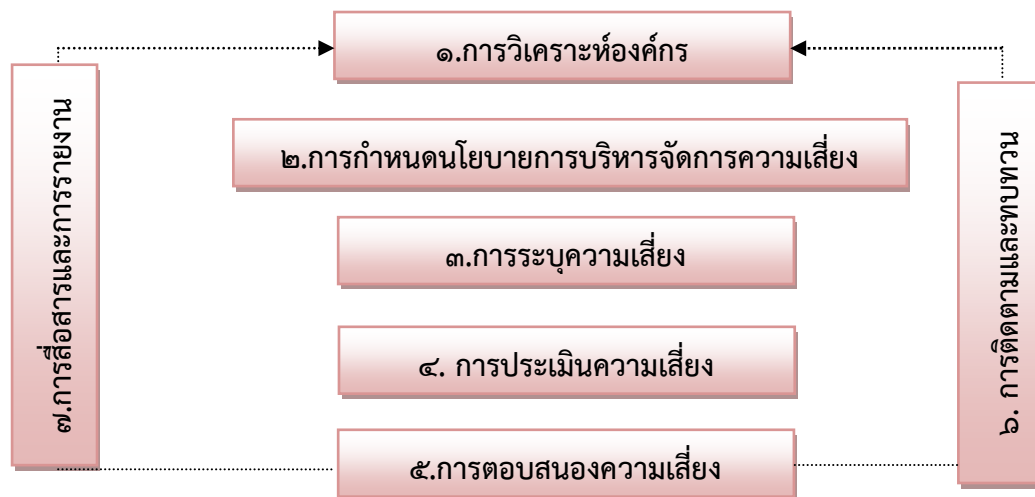 ๑.การวิเคราะห์องค์กร
๒.การกำหนดนโยบายการบริหารจัดการความเสี่ยง
๓.การระบุความเสี่ยง
๔. การประเมินความเสี่ยง
๕.การตอบสนองความเสี่ยง
๖. การติดตามและทบทวน
๗.การสื่อสารและการรายงาน